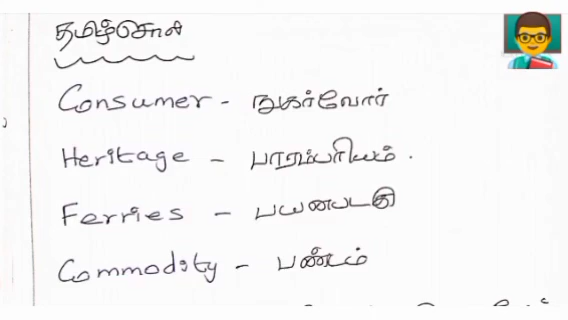 தமிழ்சொல்
Consumer - நுகர்வோர்
Heritage - பாரம்பரியம்.
Ferries - பயணபடகு
Commodity - பண்டம்